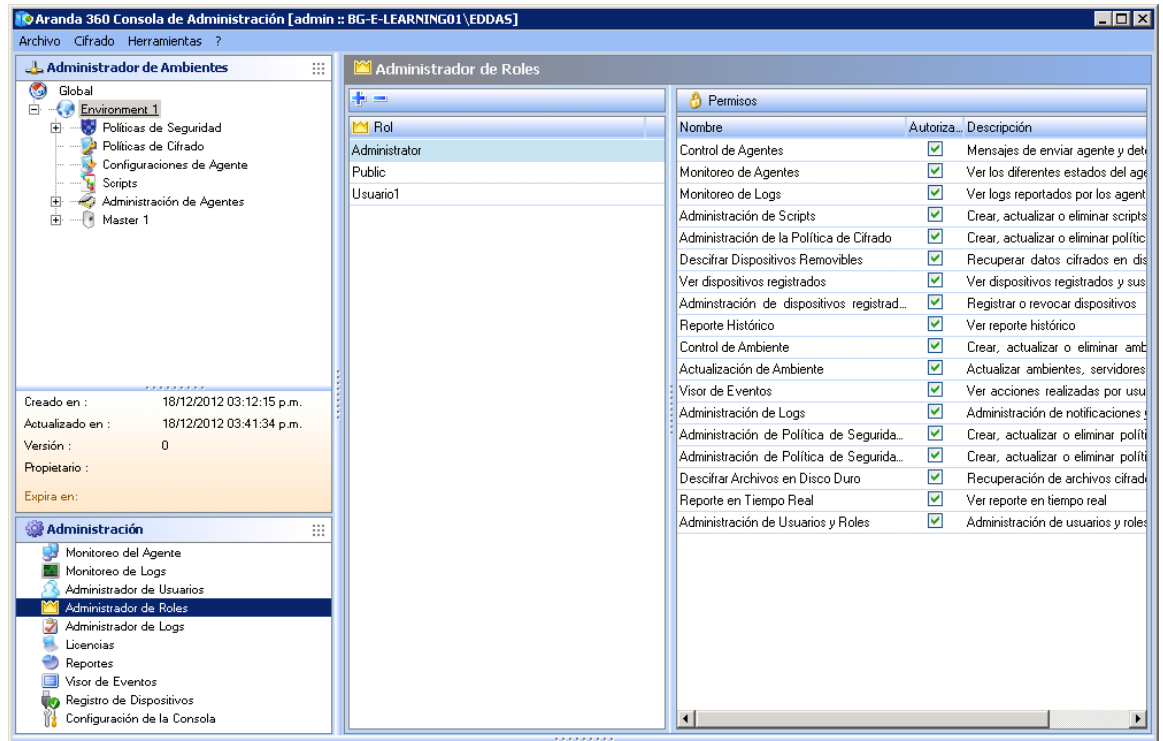 Aranda 360 Consola de Administración [admin :: BG-E-LEARNING01\EDDAS]
Archivo Cifrado Herramientas ?
Administrador de Ambientes
Global
Environment 1
Políticas de Seguridad
Políticas de Cifrado
Configuraciones de Agente
Scripts
Administración de Agentes
Master 1
Creado en : 18/12/2012 03:12:15 p.m.
Actualizado en : 18/12/2012 03:41:34 p.m.
Versión : 0
Propietario :
Expira en:
Administración
Monitoreo del Agente
Monitoreo de Logs
Administrador de Usuarios
Administrador de Roles
Administrador de Logs
Licencias
Reportes
Visor de Eventos
Registro de Dispositivos
Configuración de la Consola
Administrador de Roles
Rol
Administrator
Public
Usuario1
Permisos
Nombre Autoriza... Descripción
Control de Agentes Mensajes de enviar agente y dete
Monitoreo de Agentes Ver los diferentes estados del age
Monitoreo de Logs Ver logs reportados por los agent
Administración de Scripts Crear, actualizar o eliminar scripts
Administración de la Política de Cifrado Crear, actualizar o eliminar polític
Descifrar Dispositivos Removibles Recuperar datos cifrados en dis
Ver dispositivos registrados Ver dispositivos registrados y sus
Adminstración de dispositivos registrad... Registrar o revocar dispositivos
Reporte Histórico Ver reporte histórico
Control de Ambiente Crear, actualizar o eliminar amb
Actualización de Ambiente Actualizar ambientes, servidores
Visor de Eventos Ver acciones realizadas por usu
Administración de Logs Administración de notificaciones y
Administración de Política de Segurida... Crear, actualizar o eliminar políti
Administración de Política de Segurida... Crear, actualizar o eliminar políti
Descifrar Archivos en Disco Duro Recuperación de archivos cifrad
Reporte en Tiempo Real Ver reporte en tiempo real
Administración de Usuarios y Roles Administración de usuarios y roles